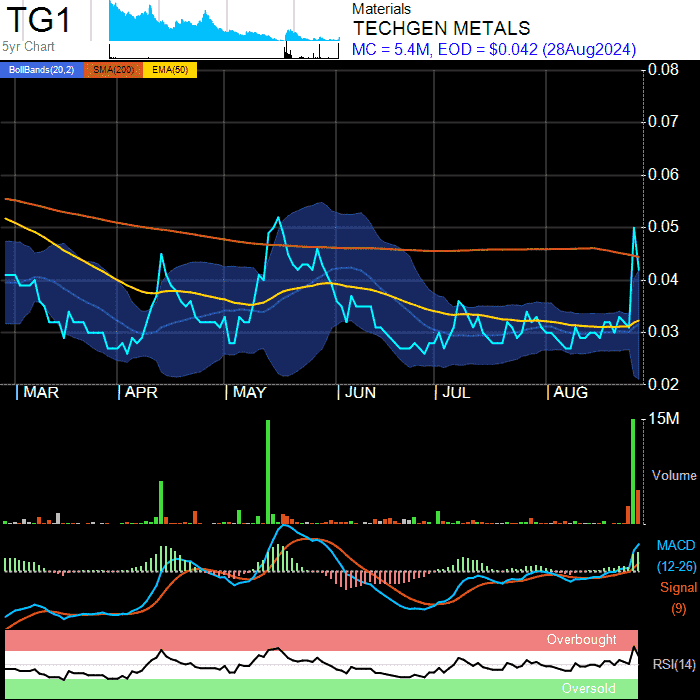 TG1
5yr Chart
Materials
TECHGEN METALS
MC = 5.4M, EOD = $0.042 (28Aug2024)
BollBands(20,2) SMA(200) EMA(50)
0.08
0.07
0.06
0.05
0.04
0.03
0.02
MAR APR MAY JUN JUL AUG
15M
Volume
MACD
(12-26)
Signal
(9)
Overbought
RSI(14)
Oversold